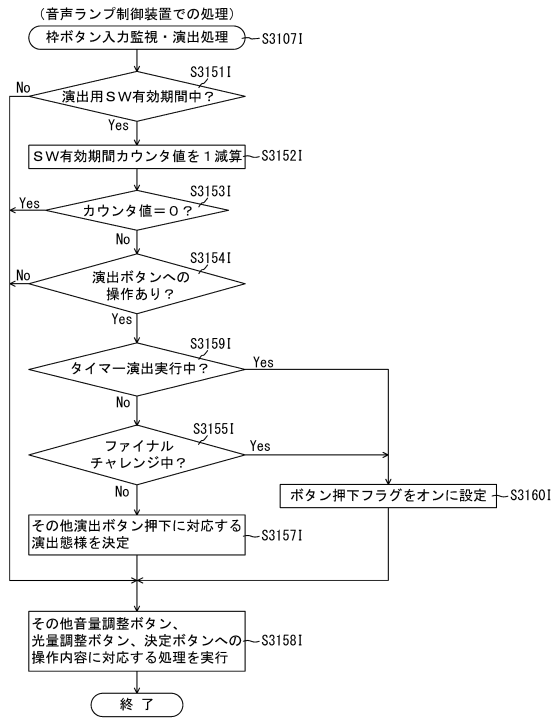 （音声ランプ制御装置での処理）
枠ボタン入力監視・演出処理
S3107I
S3151I
No
演出用ＳＷ有効期間中？
Yes
ＳＷ有効期間カウンタ値を１減算
S3152I
S3153I
Yes
カウンタ値＝０？
No
S3154I
No
演出ボタンへの
操作あり？
Yes
S3159I
タイマー演出実行中？
Yes
No
S3155I
ファイナル
チャレンジ中？
Yes
No
ボタン押下フラグをオンに設定
S3160I
その他演出ボタン押下に対応する
演出態様を決定
S3157I
その他音量調整ボタン、
光量調整ボタン、決定ボタンへの
操作内容に対応する処理を実行
S3158I
終 了